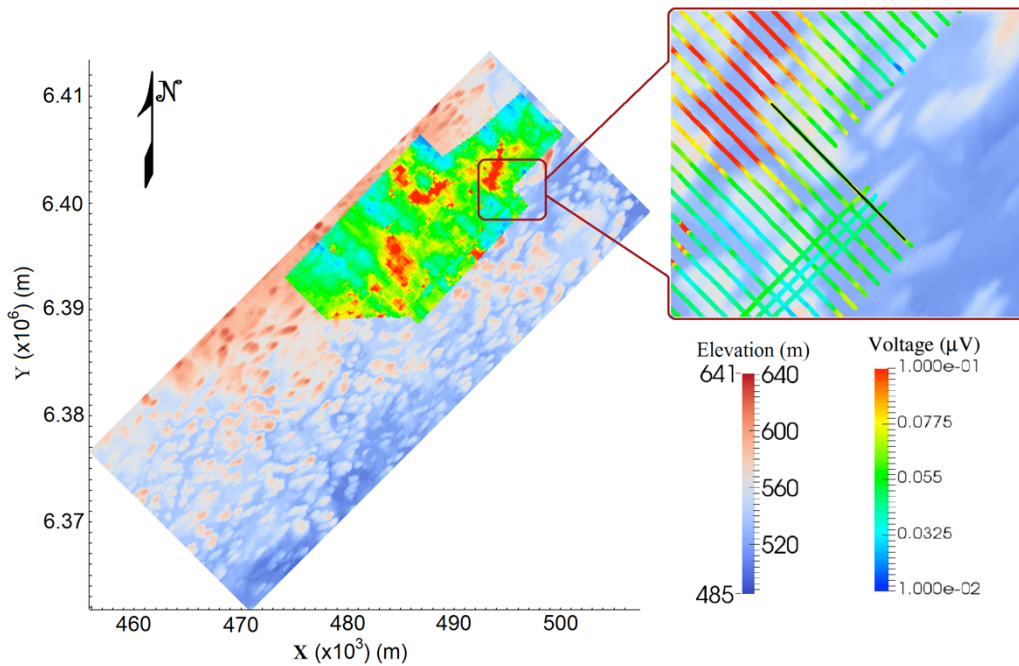 N
6.41
6.40
6.39
6.38
6.37
Y (x10⁶) (m)
460 470 480 490 500
X (x10³) (m)
Elevation (m)
641 640
600
560
520
485
Voltage (µV)
1.000e-01
0.0775
0.055
0.0325
1.000e-02